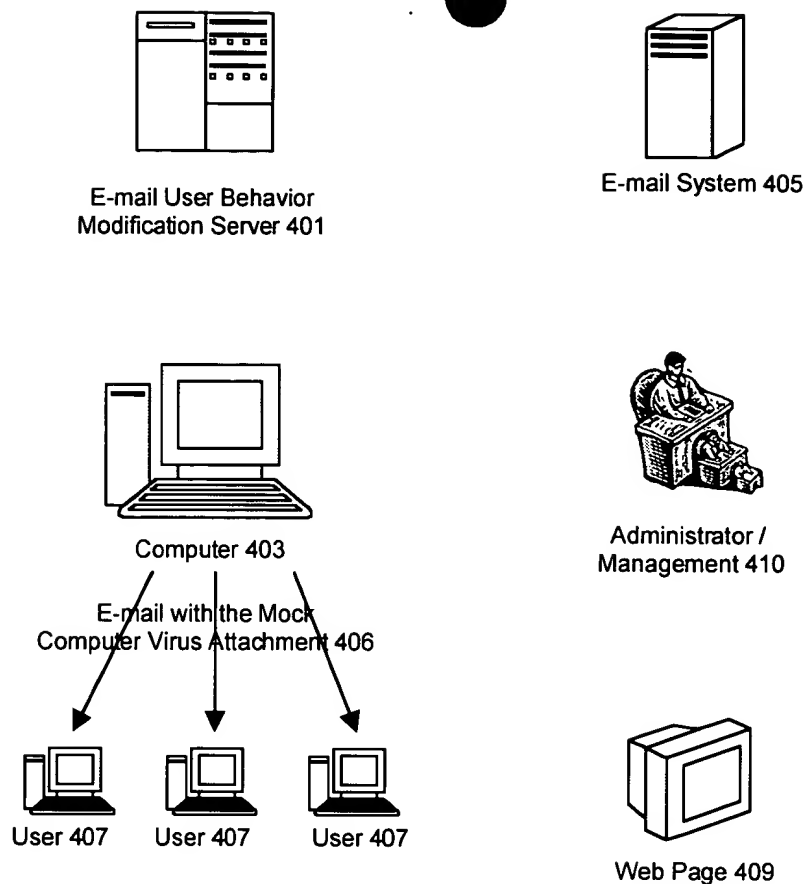 E-mail User Behavior
Modification Server 401
E-mail System 405
Computer 403
Administrator /
Management 410
E-mail with the Mock
Computer Virus Attachment 406
User 407
User 407
User 407
Web Page 409